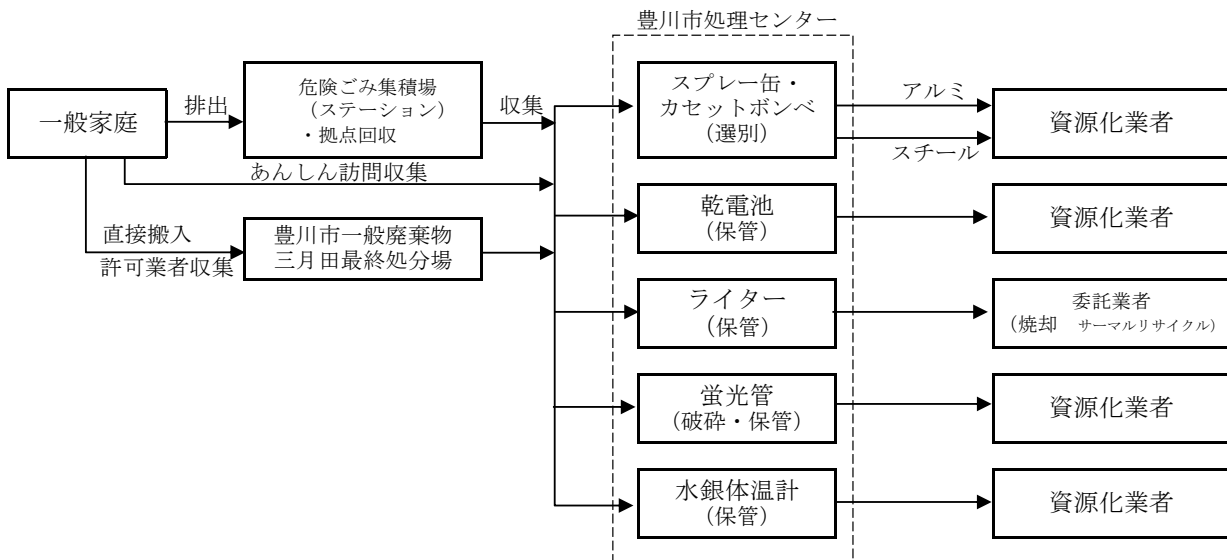 豊川市処理センター
一般家庭
排出
危険ごみ集積場
（ステーション）
・拠点回収
収集
あんしん訪問収集
直接搬入
許可業者収集
豊川市一般廃棄物
三月田最終処分場
スプレー缶・
カセットボンベ
（選別）
アルミ
スチール
資源化業者
乾電池
（保管）
資源化業者
ライター
（保管）
委託業者
（焼却　サーマルリサイクル）
蛍光管
（破砕・保管）
資源化業者
水銀体温計
（保管）
資源化業者